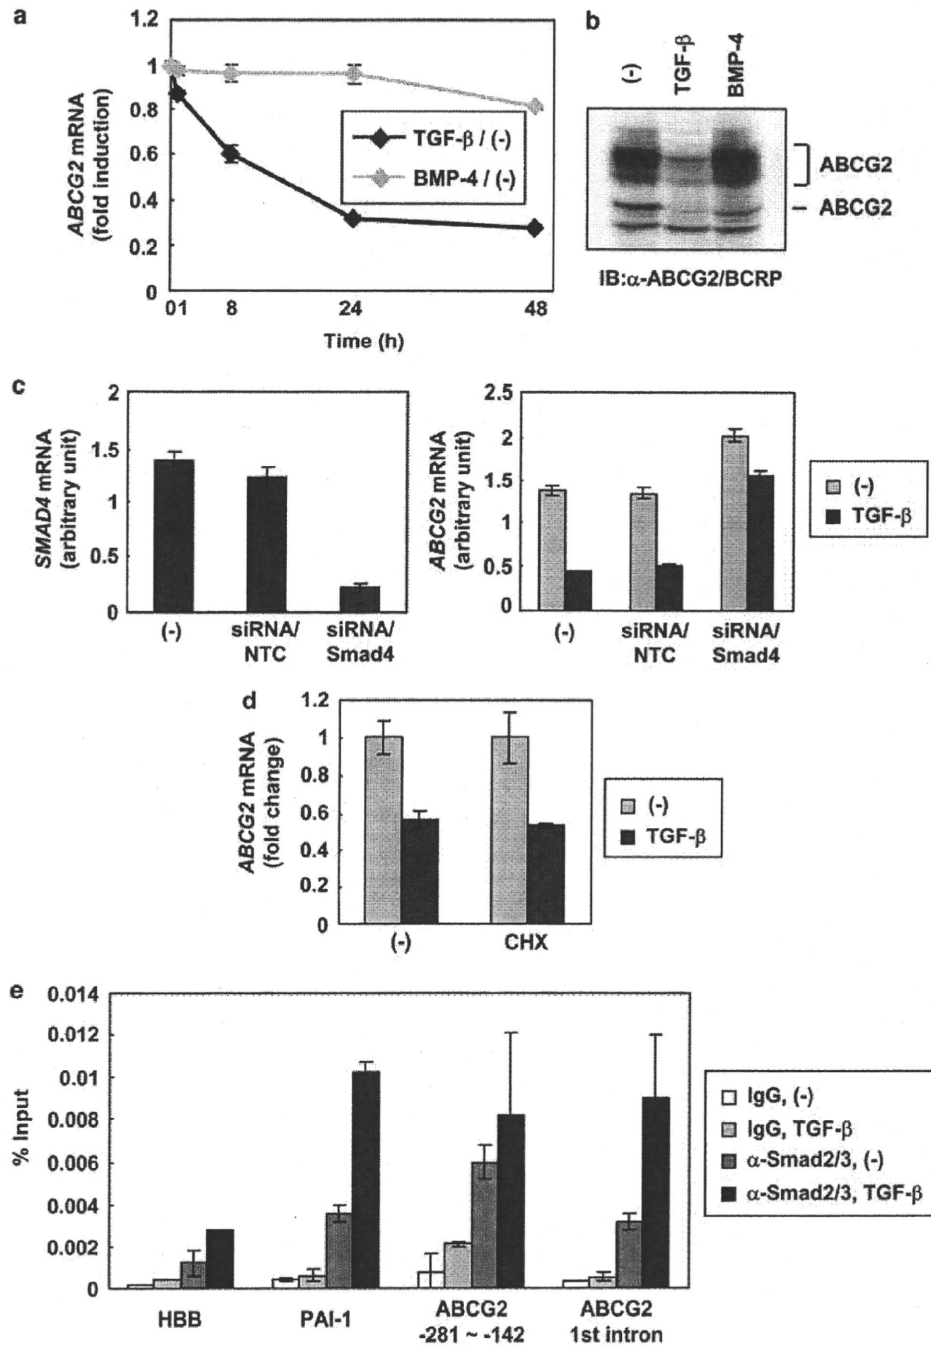 a
1.2
1
0.8
0.6
0.4
0.2
0
ABCG2 mRNA
(fold induction)
TGF-β / (-)
BMP-4 / (-)
01 8 24 48
Time (h)
b
(-) TGF-β BMP-4
ABCG2
ABCG2
IB:α-ABCG2/BCRP
c
2
1.5
1
0.5
0
SMAD4 mRNA
(arbitrary unit)
(-) siRNA/ siRNA/
NTC Smad4
2.5
2
1.5
1
0.5
0
ABCG2 mRNA
(arbitrary unit)
(-) siRNA/ siRNA/
NTC Smad4
(-)
TGF-β
d
1.2
1
0.8
0.6
0.4
0.2
0
ABCG2 mRNA
(fold change)
(-) CHX
(-)
TGF-β
e
0.014
0.012
0.01
0.008
0.006
0.004
0.002
0
% Input
HBB PAI-1 ABCG2 ABCG2
-281 ~ -142 1st intron
IgG, (-)
IgG, TGF-β
α-Smad2/3, (-)
α-Smad2/3, TGF-β